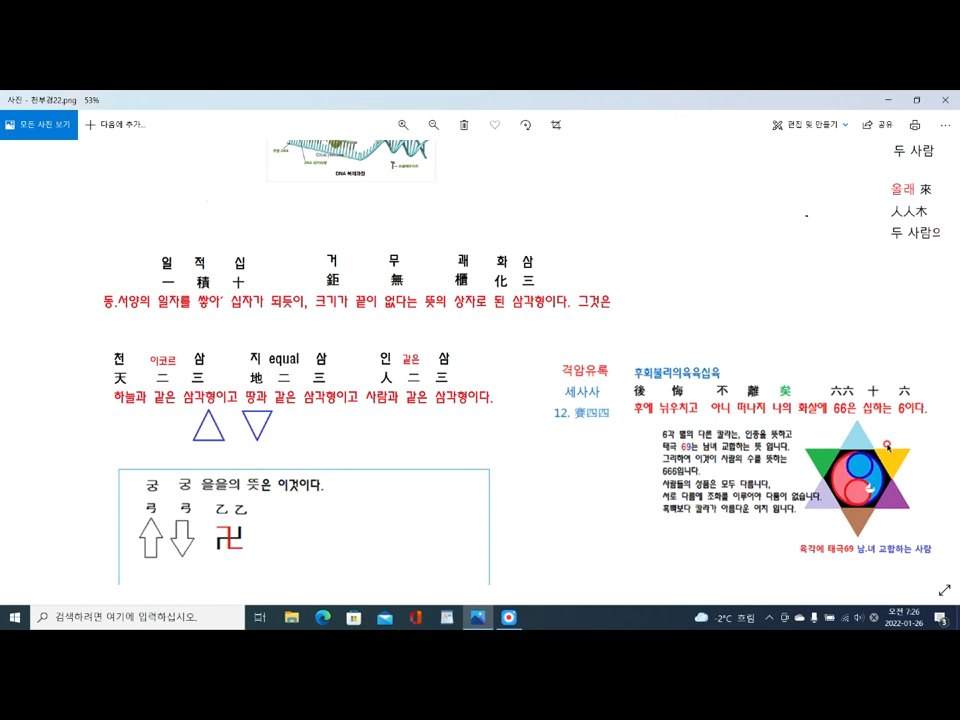 사진 - 천부경22.png 53%
모든 사진 보기
다음에 추가...
편집 및 만들기
공유
DNA 복제과정
두 사람
올래 來
人人木
두 사람으
일 적 십 거 무 괘 화 삼
一 積 十 鉅 無 櫃 化 三
동.서양의 일자를 쌓아 십자가 되듯이, 크기가 끝이 없다는 뜻의 상자로 된 삼각형이다. 그것은
천 이코르 삼 지 equal 삼 인 같은 삼
天 二 三 地 二 三 人 二 三
하늘과 같은 삼각형이고 땅과 같은 삼각형이고 사람과 같은 삼각형이다.
궁 궁 을을의 뜻은 이것이다.
弓 弓 乙 乙
卍
격암유록
세사사
12. 賽四四
후회불리의육육십육
後 悔 不 離 矣 六六 十 六
후에 뉘우치고 아니 떠나지 나의 화살에 66은 십하는 6이다.
6각 별의 다른 칼라는, 인종을 뜻하고
태극 69는 남녀 교합하는 뜻 입니다.
그리하여 이것이 사람의 수를 뜻하는
666입니다.
사람들의 성품은 모두 다릅니다,
서로 다름에 조화를 이루어야 다툼이 없습니다.
흑백보다 칼라가 아름다운 이치 입니다.
육각에 태극69 남.녀 교합하는 사람
검색하려면 여기에 입력하십시오.
-2°C 흐림
오전 7:26
2022-01-26
3